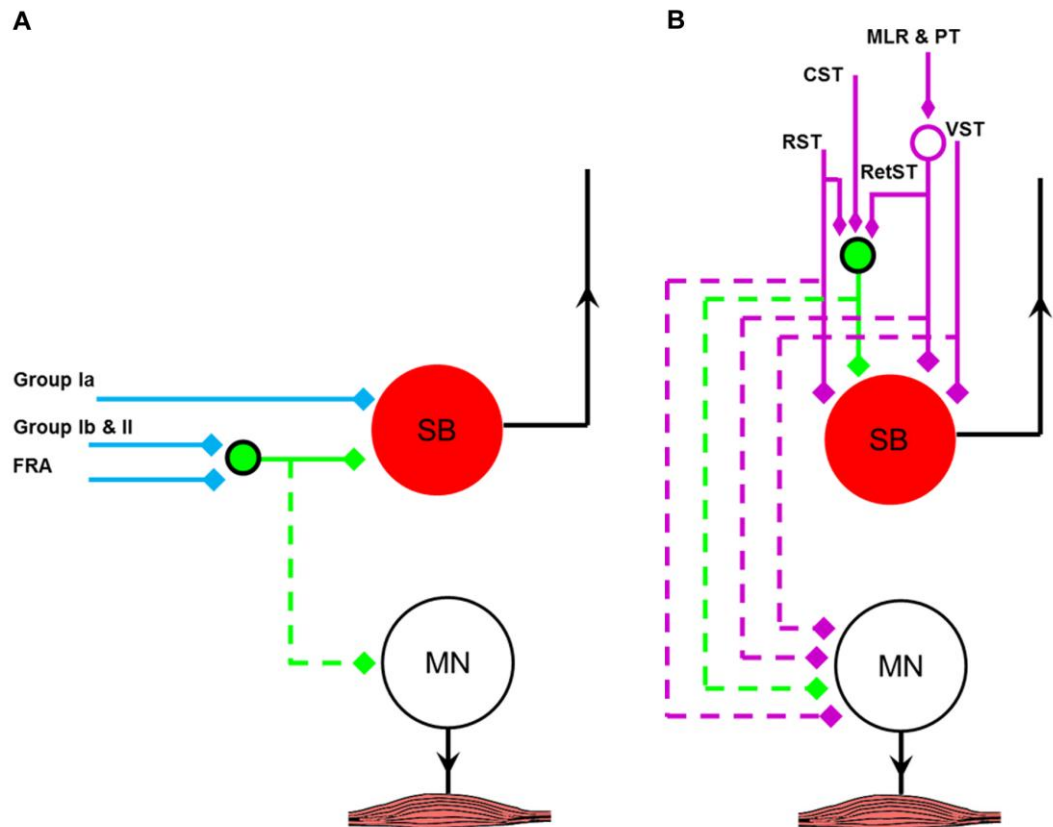 A
Group Ia
Group Ib & II
FRA
SB
MN
B
MLR & PT
CST
VST
RST
RetST
SB
MN